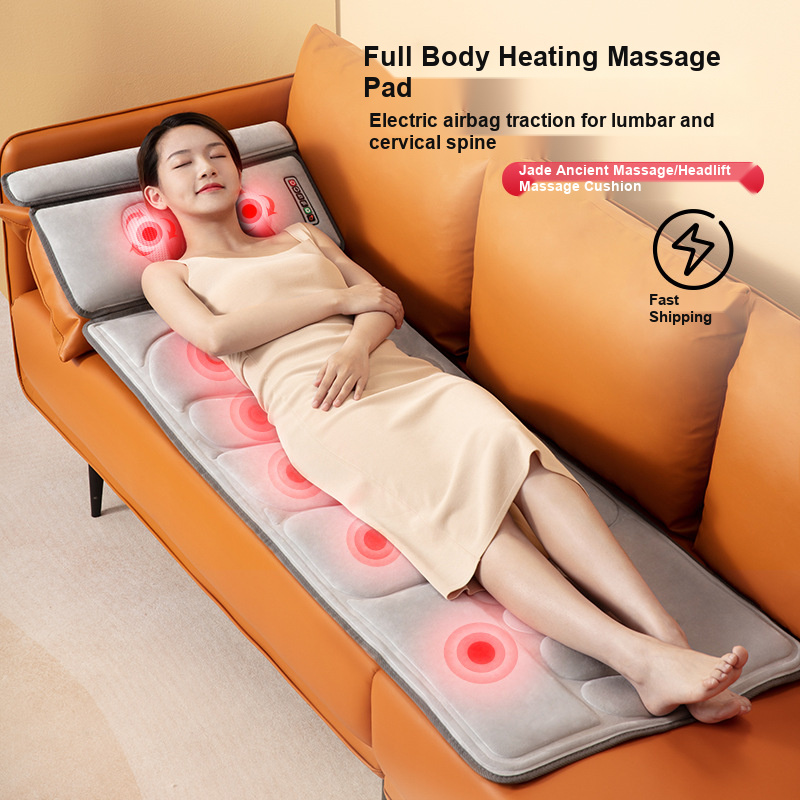 Full Body Heating Massage
Pad
Electric airbag traction for lumbar and
cervical spine
Jade Ancient Massage/Headlift
Massage Cushion
Fast
Shipping